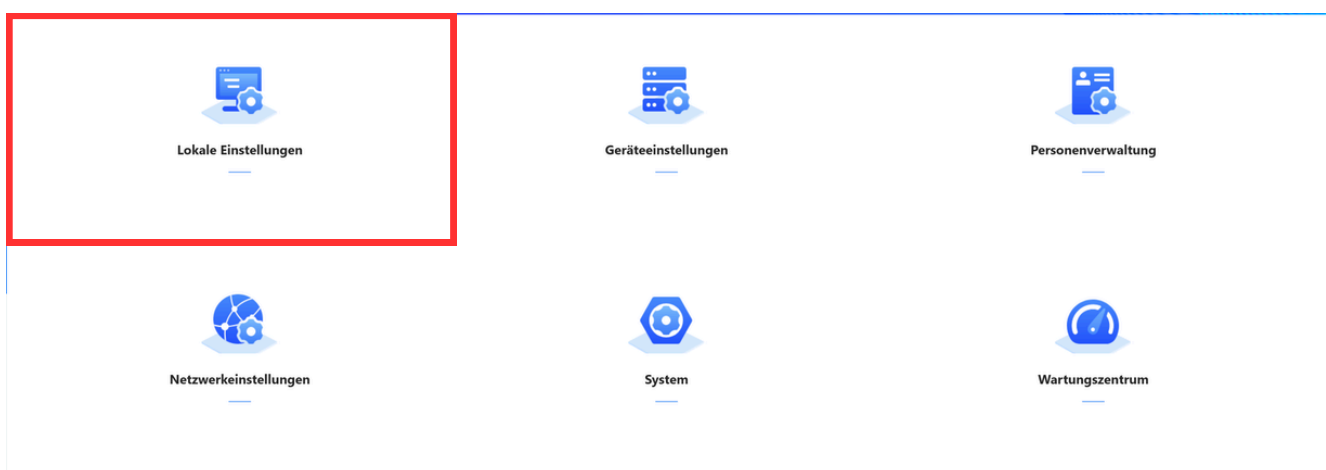 Lokale Einstellungen
Geräteeinstellungen
Personenverwaltung
Netzwerkeinstellungen
System
Wartungszentrum